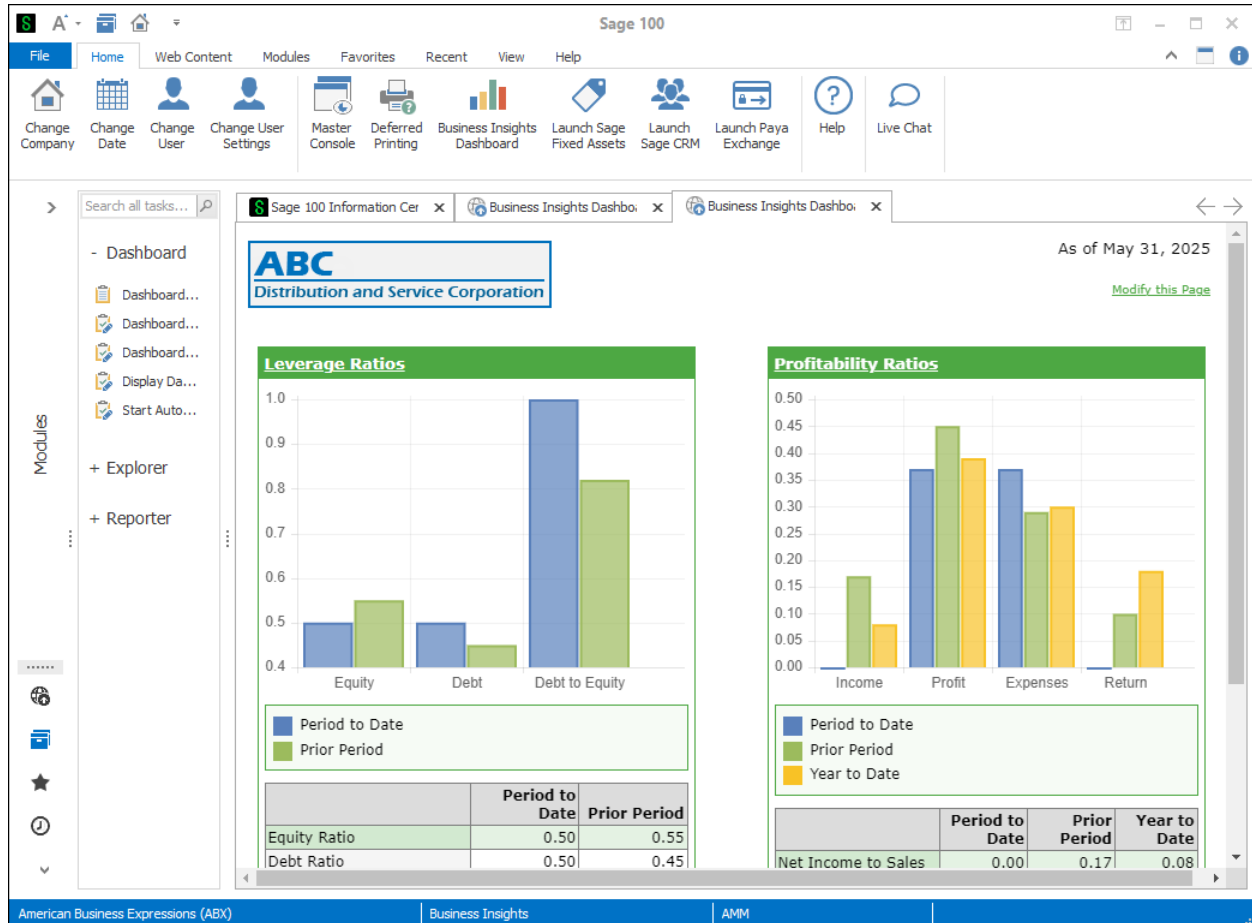 Sage 100
File Home Web Content Modules Favorites Recent View Help
Change Company
Change Date
Change User
Change User Settings
Master Console
Deferred Printing
Business Insights Dashboard
Launch Sage Fixed Assets
Launch Sage CRM
Launch Paya Exchange
Help
Live Chat
Modules
Search all tasks...
- Dashboard
Dashboard...
Dashboard...
Dashboard...
Display Da...
Start Auto...
+ Explorer
+ Reporter
Sage 100 Information Cer
Business Insights Dashbo
Business Insights Dashbo
ABC
Distribution and Service Corporation
As of May 31, 2025
Modify this Page
Leverage Ratios
1.0
0.9
0.8
0.7
0.6
0.5
0.4
Equity Debt Debt to Equity
Period to Date
Prior Period
Period to Date Prior Period
Equity Ratio 0.50 0.55
Debt Ratio 0.50 0.45
Profitability Ratios
0.50
0.45
0.40
0.35
0.30
0.25
0.20
0.15
0.10
0.05
0.00
Income Profit Expenses Return
Period to Date
Prior Period
Year to Date
Period to Date Prior Period Year to Date
Net Income to Sales 0.00 0.17 0.08
American Business Expressions (ABX) Business Insights AMM